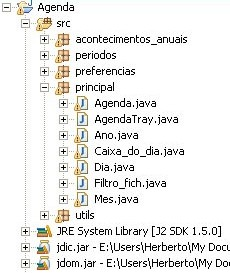 Agenda
src
acontecimentos_anuais
periodos
preferencias
principal
Agenda.java
AgendaTray.java
Ano.java
Caixa_do_dia.java
Dia.java
Filtro_fich.java
Mes.java
utils
JRE System Library [J2 SDK 1.5.0]
jdic.jar - E:\Users\Herberto\My Docu
jdom.jar - E:\Users\Herberto\My Doc